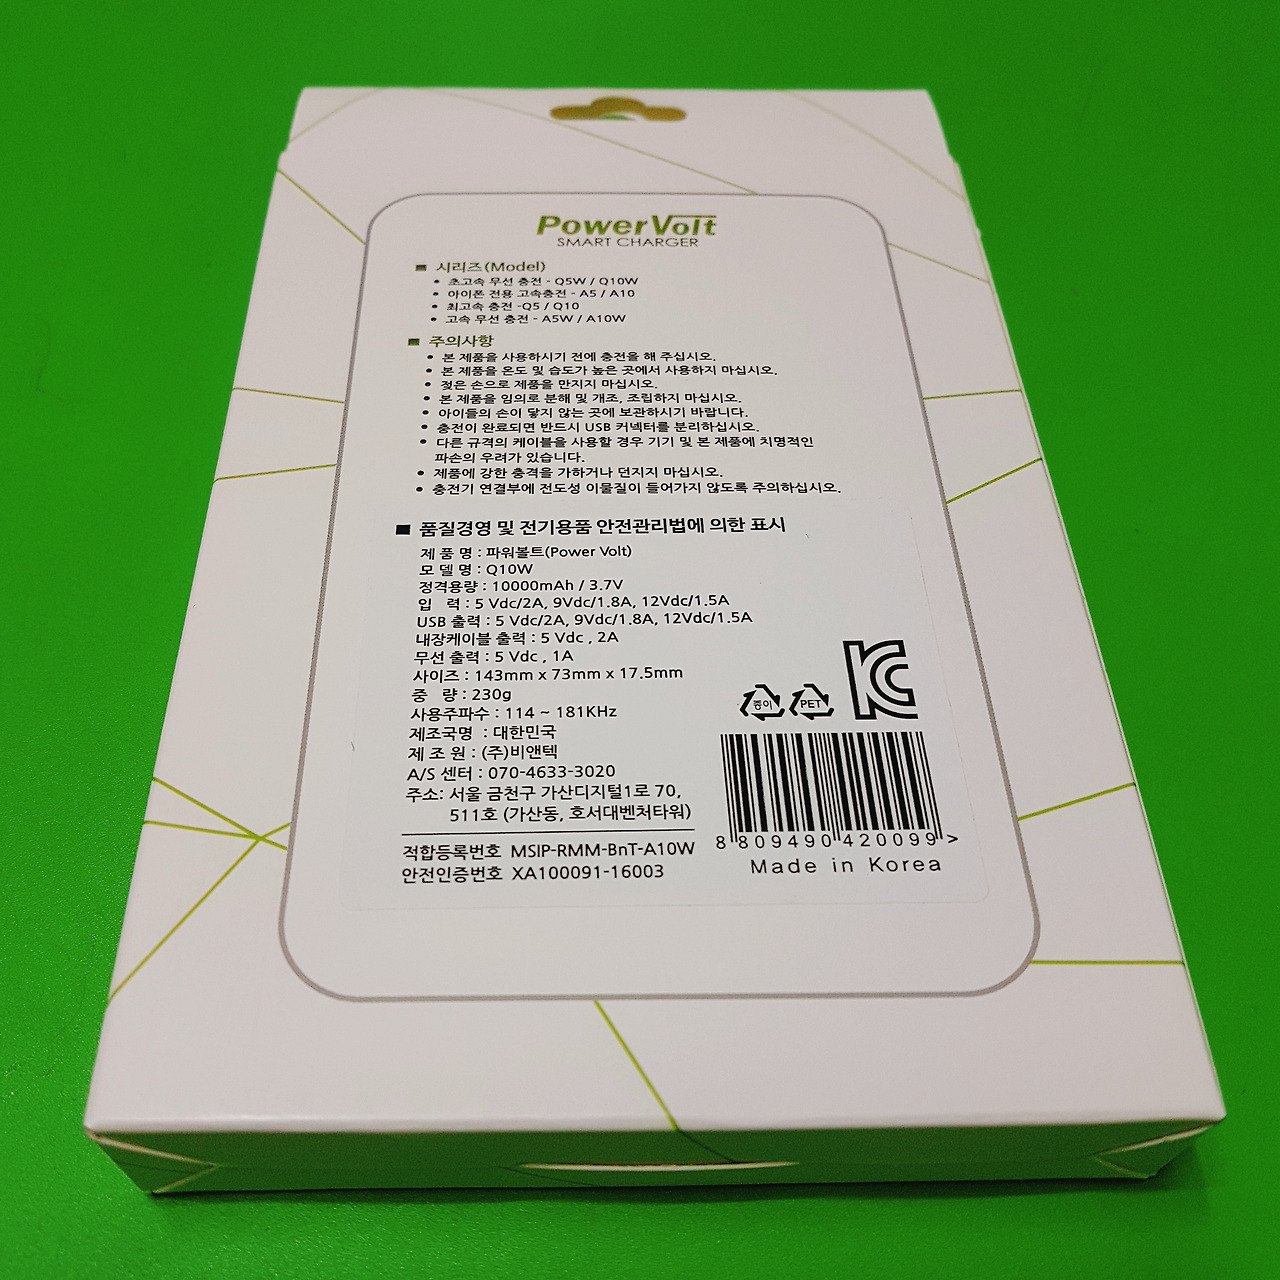 PowerVolt
SMART CHARGER
■ 시리즈(Model)
• 초고속 무선 충전 - Q5W / Q10W
• 아이폰 전용 고속충전 - A5 / A10
• 최고속 충전 -Q5 / Q10
• 고속 무선 충전 - A5W / A10W
■ 주의사항
• 본 제품을 사용하시기 전에 충전을 해 주십시오.
• 본 제품을 온도 및 습도가 높은 곳에서 사용하지 마십시오.
• 젖은 손으로 제품을 만지지 마십시오.
• 본 제품을 임의로 분해 및 개조, 조립하지 마십시오.
• 아이들의 손이 닿지 않는 곳에 보관하시기 바랍니다.
• 충전이 완료되면 반드시 USB 커넥터를 분리하십시오.
• 다른 규격의 케이블을 사용할 경우 기기 및 본 제품에 치명적인
파손의 우려가 있습니다.
• 제품에 강한 충격을 가하거나 던지지 마십시오.
• 충전기 연결부에 전도성 이물질이 들어가지 않도록 주의하십시오.
■ 품질경영 및 전기용품 안전관리법에 의한 표시
제 품 명 : 파워볼트(Power Volt)
모 델 명 : Q10W
정격용량 : 10000mAh / 3.7V
입 력 : 5 Vdc/2A, 9Vdc/1.8A, 12Vdc/1.5A
USB 출력 : 5 Vdc/2A, 9Vdc/1.8A, 12Vdc/1.5A
내장케이블 출력 : 5 Vdc , 2A
무선 출력 : 5 Vdc , 1A
사이즈 : 143mm x 73mm x 17.5mm
중 량 : 230g
사용주파수 : 114 ~ 181KHz
제조국명 : 대한민국
제 조 원 : (주)비앤텍
A/S 센터 : 070-4633-3020
주소: 서울 금천구 가산디지털1로 70,
511호 (가산동, 호서대벤처타워)
적합등록번호 MSIP-RMM-BnT-A10W
안전인증번호 XA100091-16003
종이 PET
8 809490 420099 >
Made in Korea